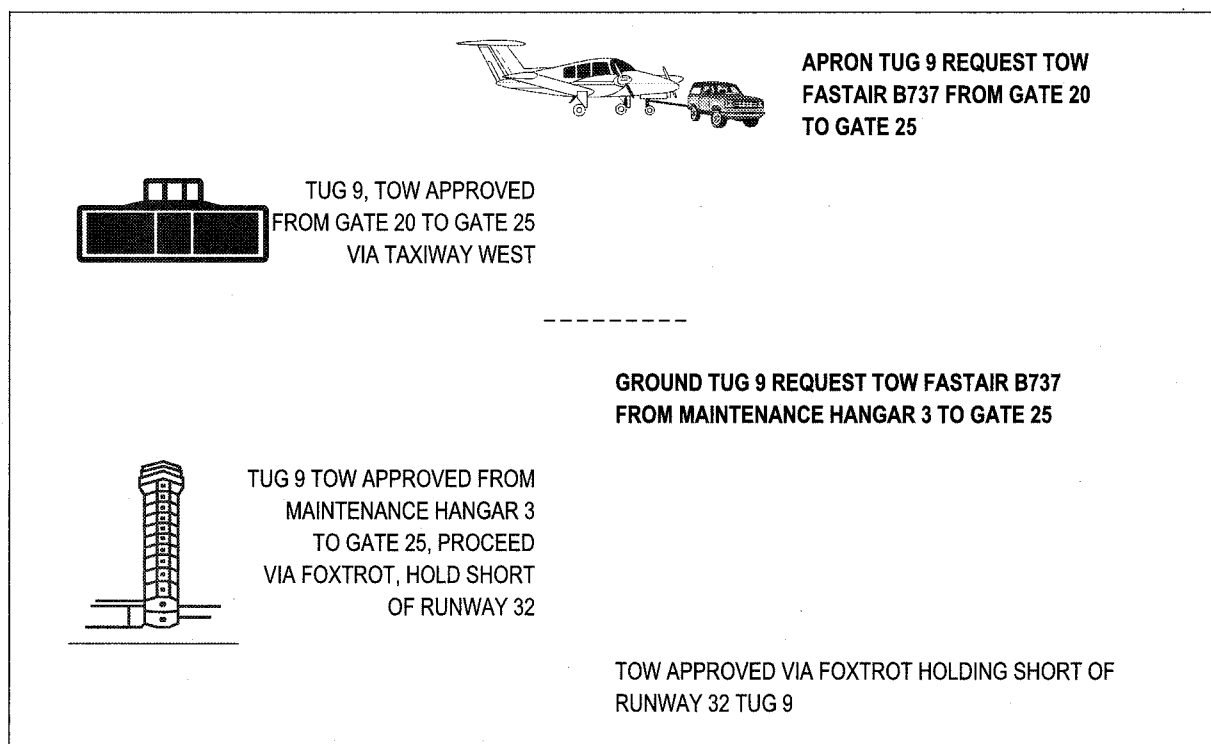 APRON TUG 9 REQUEST TOW
FASTAIR B737 FROM GATE 20
TO GATE 25
TUG 9, TOW APPROVED
FROM GATE 20 TO GATE 25
VIA TAXIWAY WEST
GROUND TUG 9 REQUEST TOW FASTAIR B737
FROM MAINTENANCE HANGAR 3 TO GATE 25
TUG 9 TOW APPROVED FROM
MAINTENANCE HANGAR 3
TO GATE 25, PROCEED
VIA FOXTROT, HOLD SHORT
OF RUNWAY 32
TOW APPROVED VIA FOXTROT HOLDING SHORT OF
RUNWAY 32 TUG 9